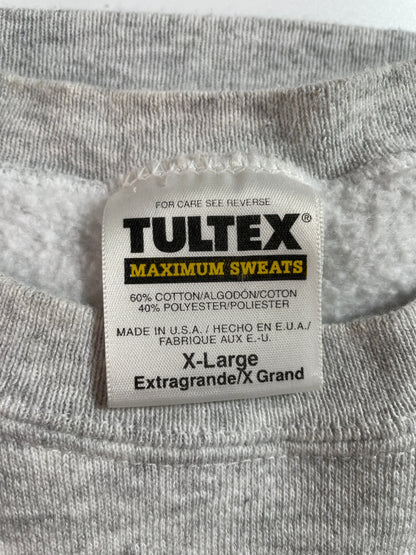 FOR CARE SEE REVERSE
TULTEX®
MAXIMUM SWEATS
60% COTTON/ALGODÓN/COTON
40% POLYESTER/POLIESTER
MADE IN U.S.A. / HECHO EN E.U.A./
FABRIQUE AUX E.-U.
X-Large
Extragrande/X Grand